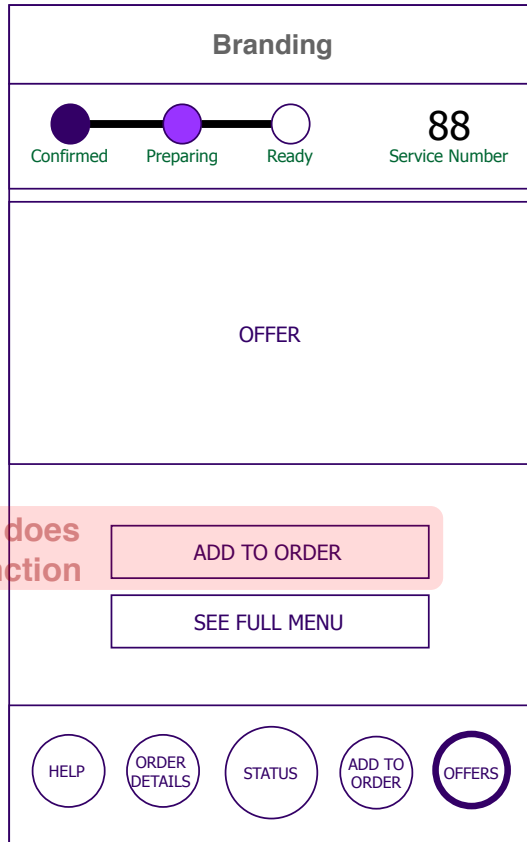 Branding
88
Confirmed Preparing Ready Service Number
OFFER
does
ADD TO ORDER
SEE FULL MENU
HELP
ORDER
DETAILS
STATUS
ADD TO
ORDER
OFFERS